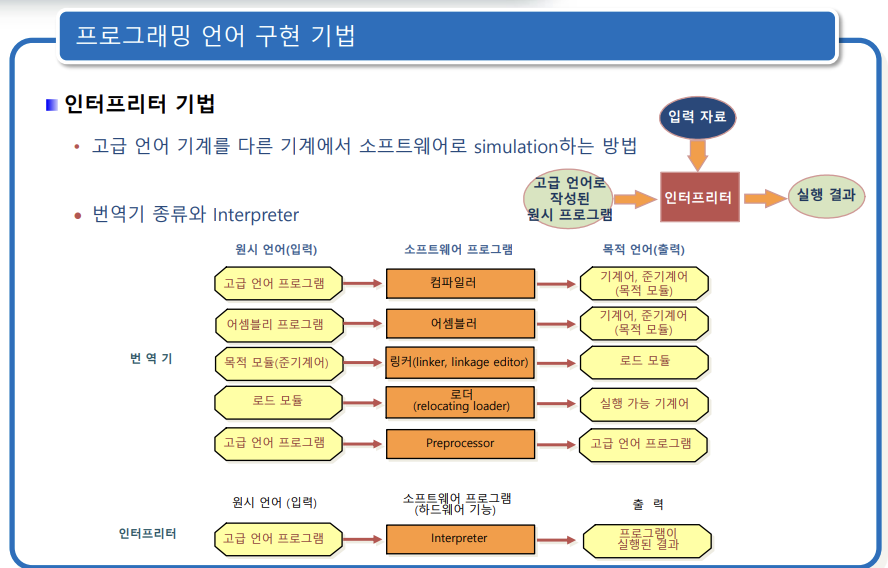 프로그래밍 언어 구현 기법
인터프리터 기법
• 고급 언어 기계를 다른 기계에서 소프트웨어로 simulation하는 방법
입력 자료
고급 언어로
작성된
원시 프로그램
인터프리터
실행 결과
• 번역기 종류와 Interpreter
원시 언어(입력) 소프트웨어 프로그램 목적 언어(출력)
번 역 기
고급 언어 프로그램 컴파일러 기계어, 준기계어
(목적 모듈)
어셈블리 프로그램 어셈블러 기계어, 준기계어
(목적 모듈)
목적 모듈(준기계어) 링커(linker, linkage editor) 로드 모듈
로드 모듈 로더
(relocating loader) 실행 가능 기계어
고급 언어 프로그램 Preprocessor 고급 언어 프로그램
원시 언어 (입력) 소프트웨어 프로그램
(하드웨어 기능) 출 력
인터프리터 고급 언어 프로그램 Interpreter 프로그램이
실행된 결과